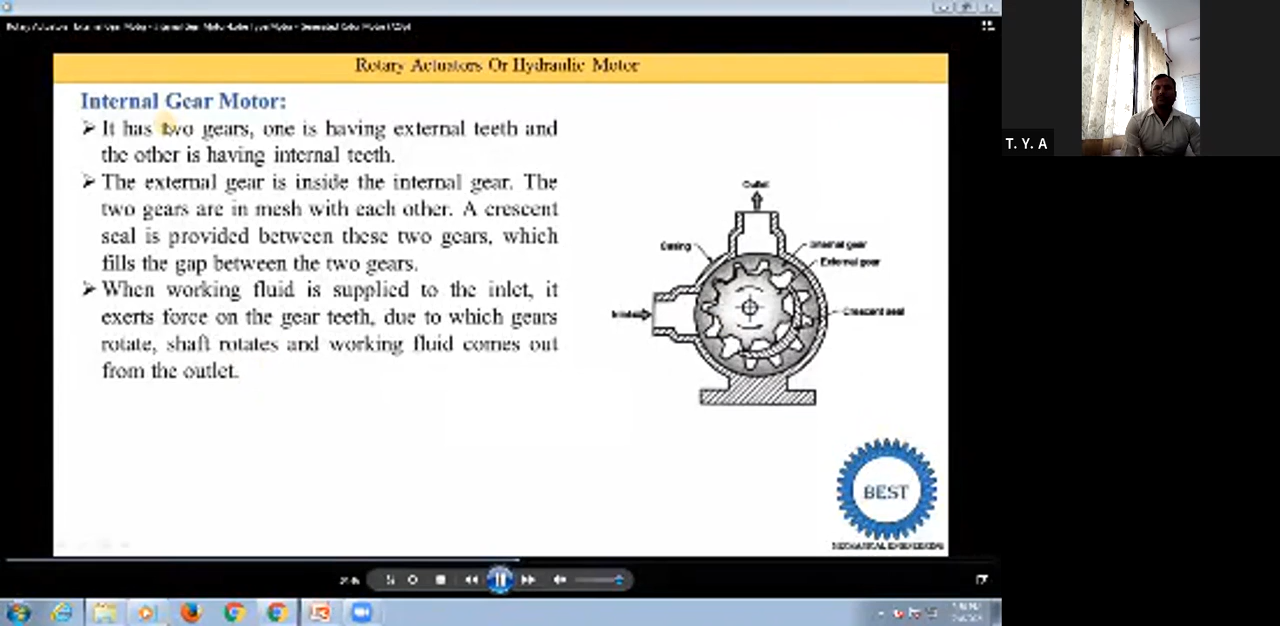 Rotary Actuators Or Hydraulic Motor
Internal Gear Motor:
➢ It has two gears, one is having external teeth and
the other is having internal teeth.
➢ The external gear is inside the internal gear. The
two gears are in mesh with each other. A crescent
seal is provided between these two gears, which
fills the gap between the two gears.
➢ When working fluid is supplied to the inlet, it
exerts force on the gear teeth, due to which gears
rotate, shaft rotates and working fluid comes out
from the outlet.
Outlet
Casing
Internal gear
External gear
Inlet
Crescent seal
BEST
MECHANICAL ENGINEERING
T. Y. A